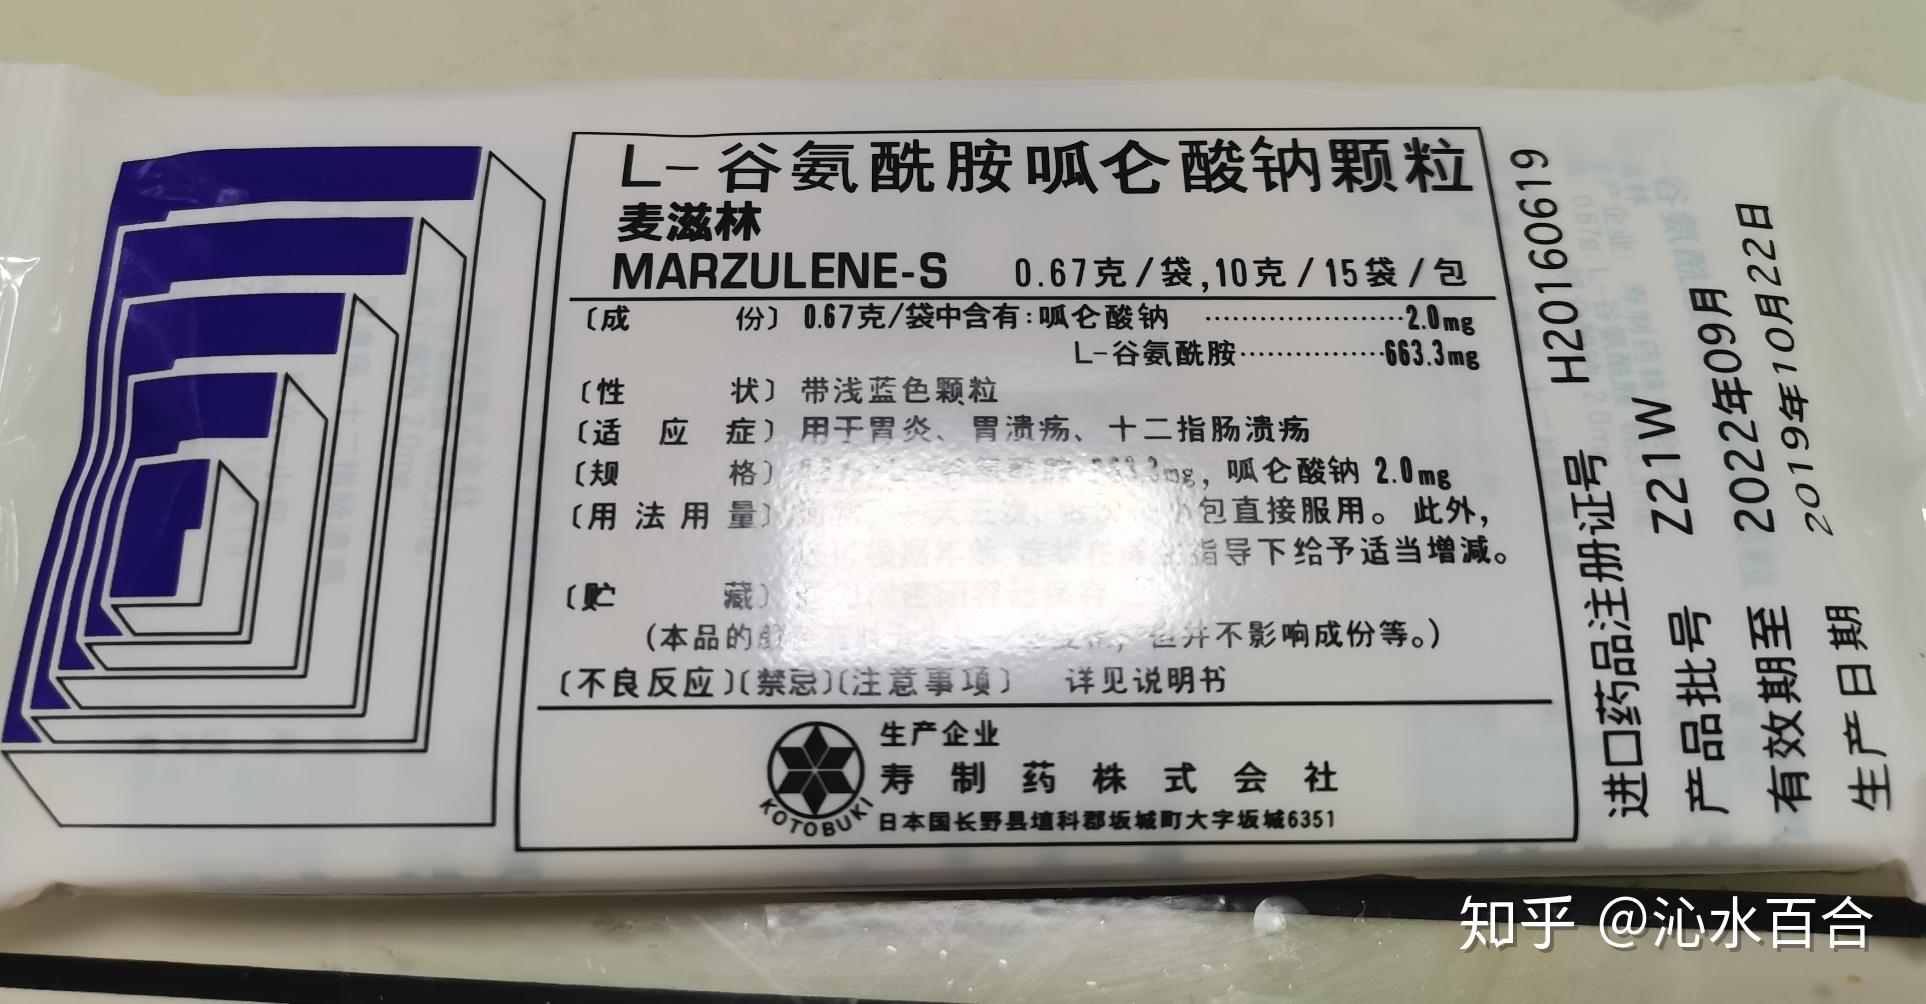 L-谷氨酰胺呱仑酸钠颗粒
麦滋林
MARZULENE-S 0.67克/袋,10克/15袋/包
〔成份〕 0.67克/袋中含有:呱仑酸钠 ····················2.0mg
L-谷氨酰胺················663.3mg
〔性状〕 带浅蓝色颗粒
〔适应症〕 用于胃炎、胃溃疡、十二指肠溃疡
〔规格〕 谷氨酰胺 663.3mg, 呱仑酸钠 2.0mg
〔用法用量〕 包直接服用。此外,
指导下给予适当增减。
〔贮藏〕
(本品的 但并不影响成份等。)
〔不良反应〕〔禁忌〕〔注意事项〕 详见说明书
KOTOBUKI
生产企业
寿制药株式会社
日本国长野县埴科郡坂城町大字坂城6351
进口药品注册证号 H20160619
产品批号 Z21W
有效期至 2022年09月
生产日期 2019年10月22日
知乎 @沁水百合